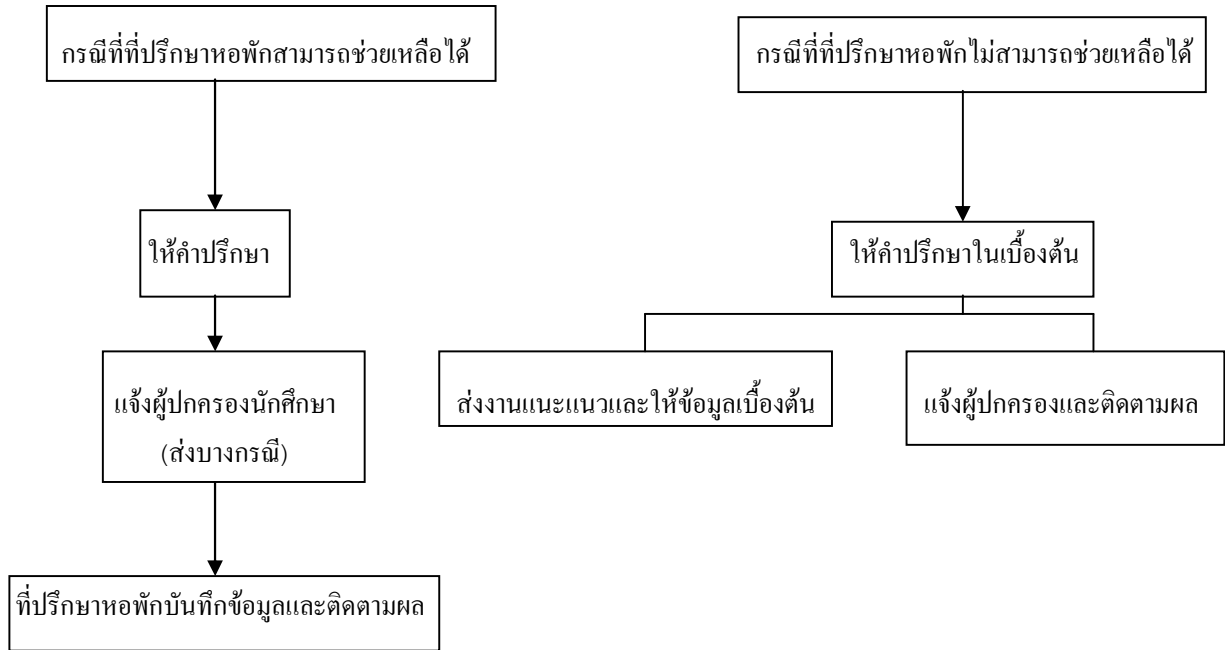 กรณีที่ที่ปรึกษาหอพักสามารถช่วยเหลือได้
ให้คำปรึกษา
แจ้งผู้ปกครองนักศึกษา
(ส่งบางกรณี)
ที่ปรึกษาหอพักบันทึกข้อมูลและติดตามผล
กรณีที่ที่ปรึกษาหอพักไม่สามารถช่วยเหลือได้
ให้คำปรึกษาในเบื้องต้น
ส่งงานแนะแนวและให้ข้อมูลเบื้องต้น
แจ้งผู้ปกครองและติดตามผล